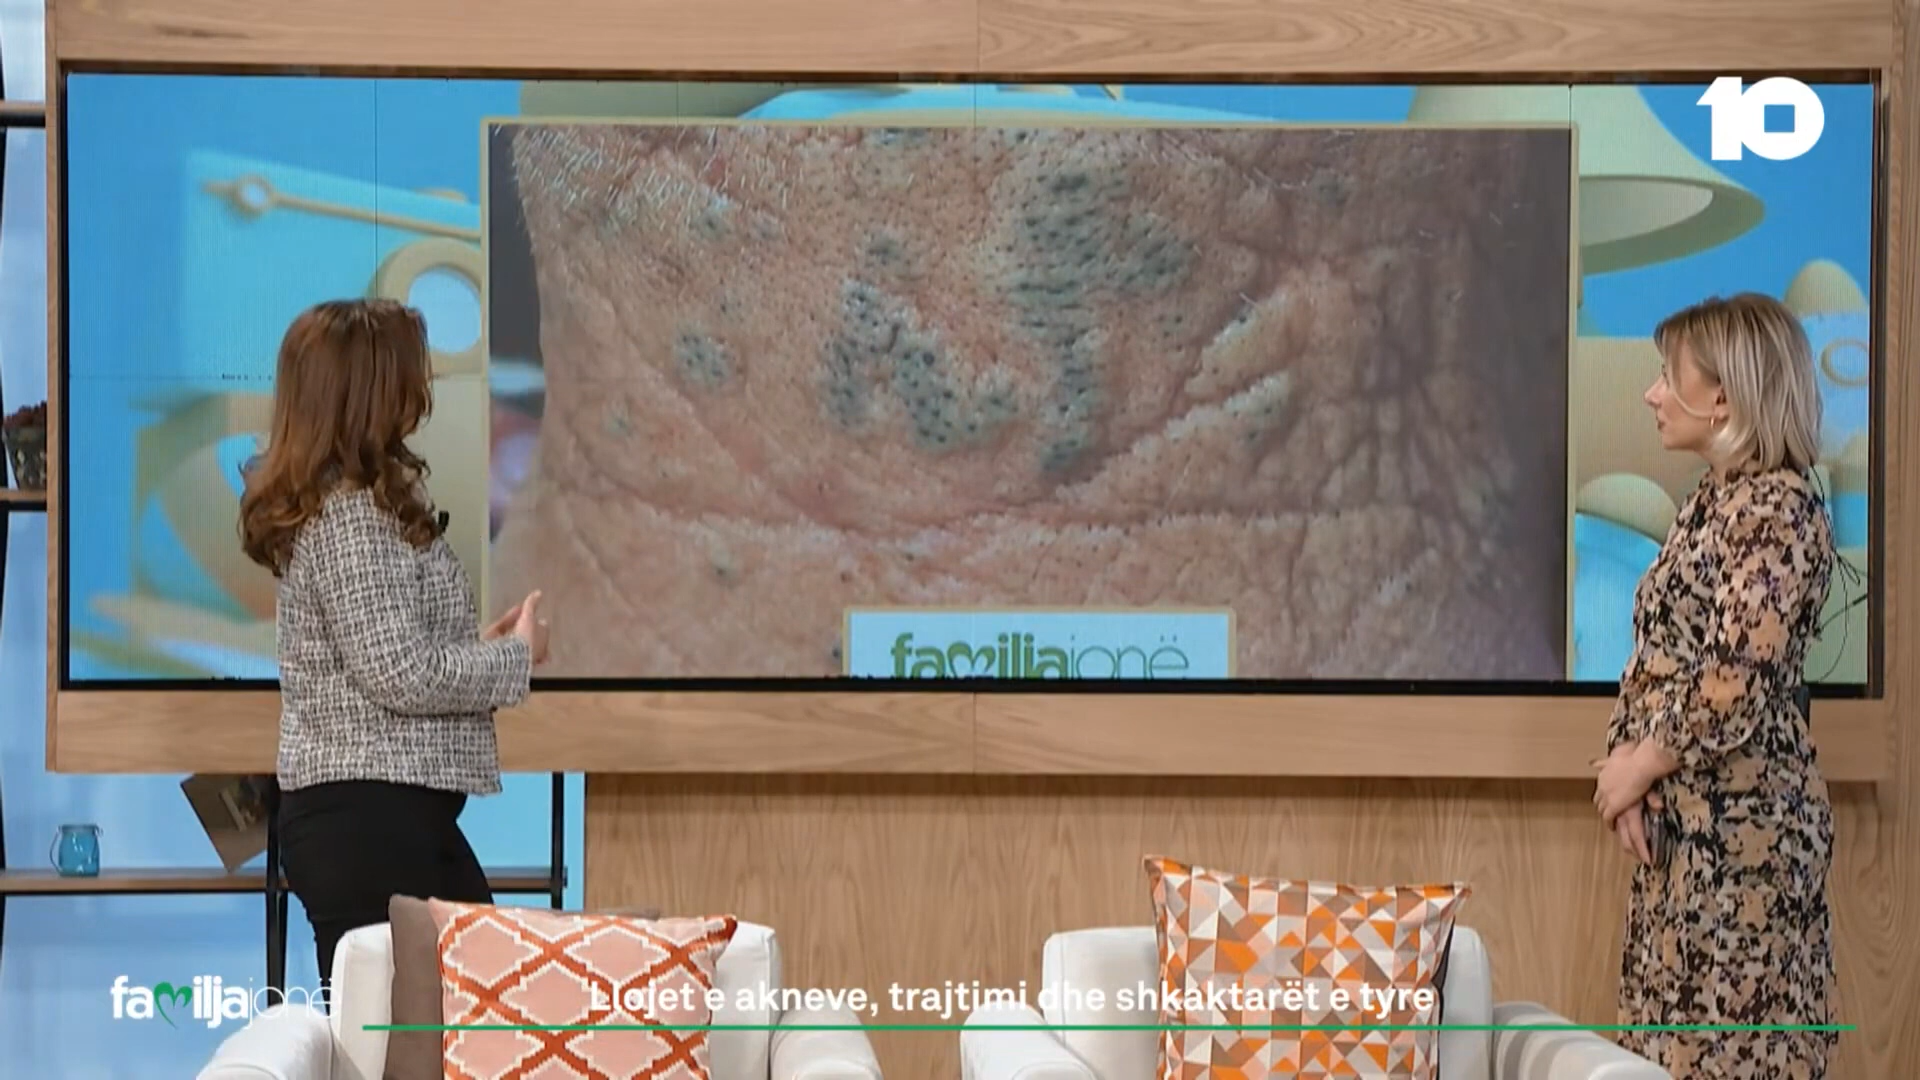 10
familjajonë
familjajonë
Llojet e akneve, trajtimi dhe shkaktarët e tyre